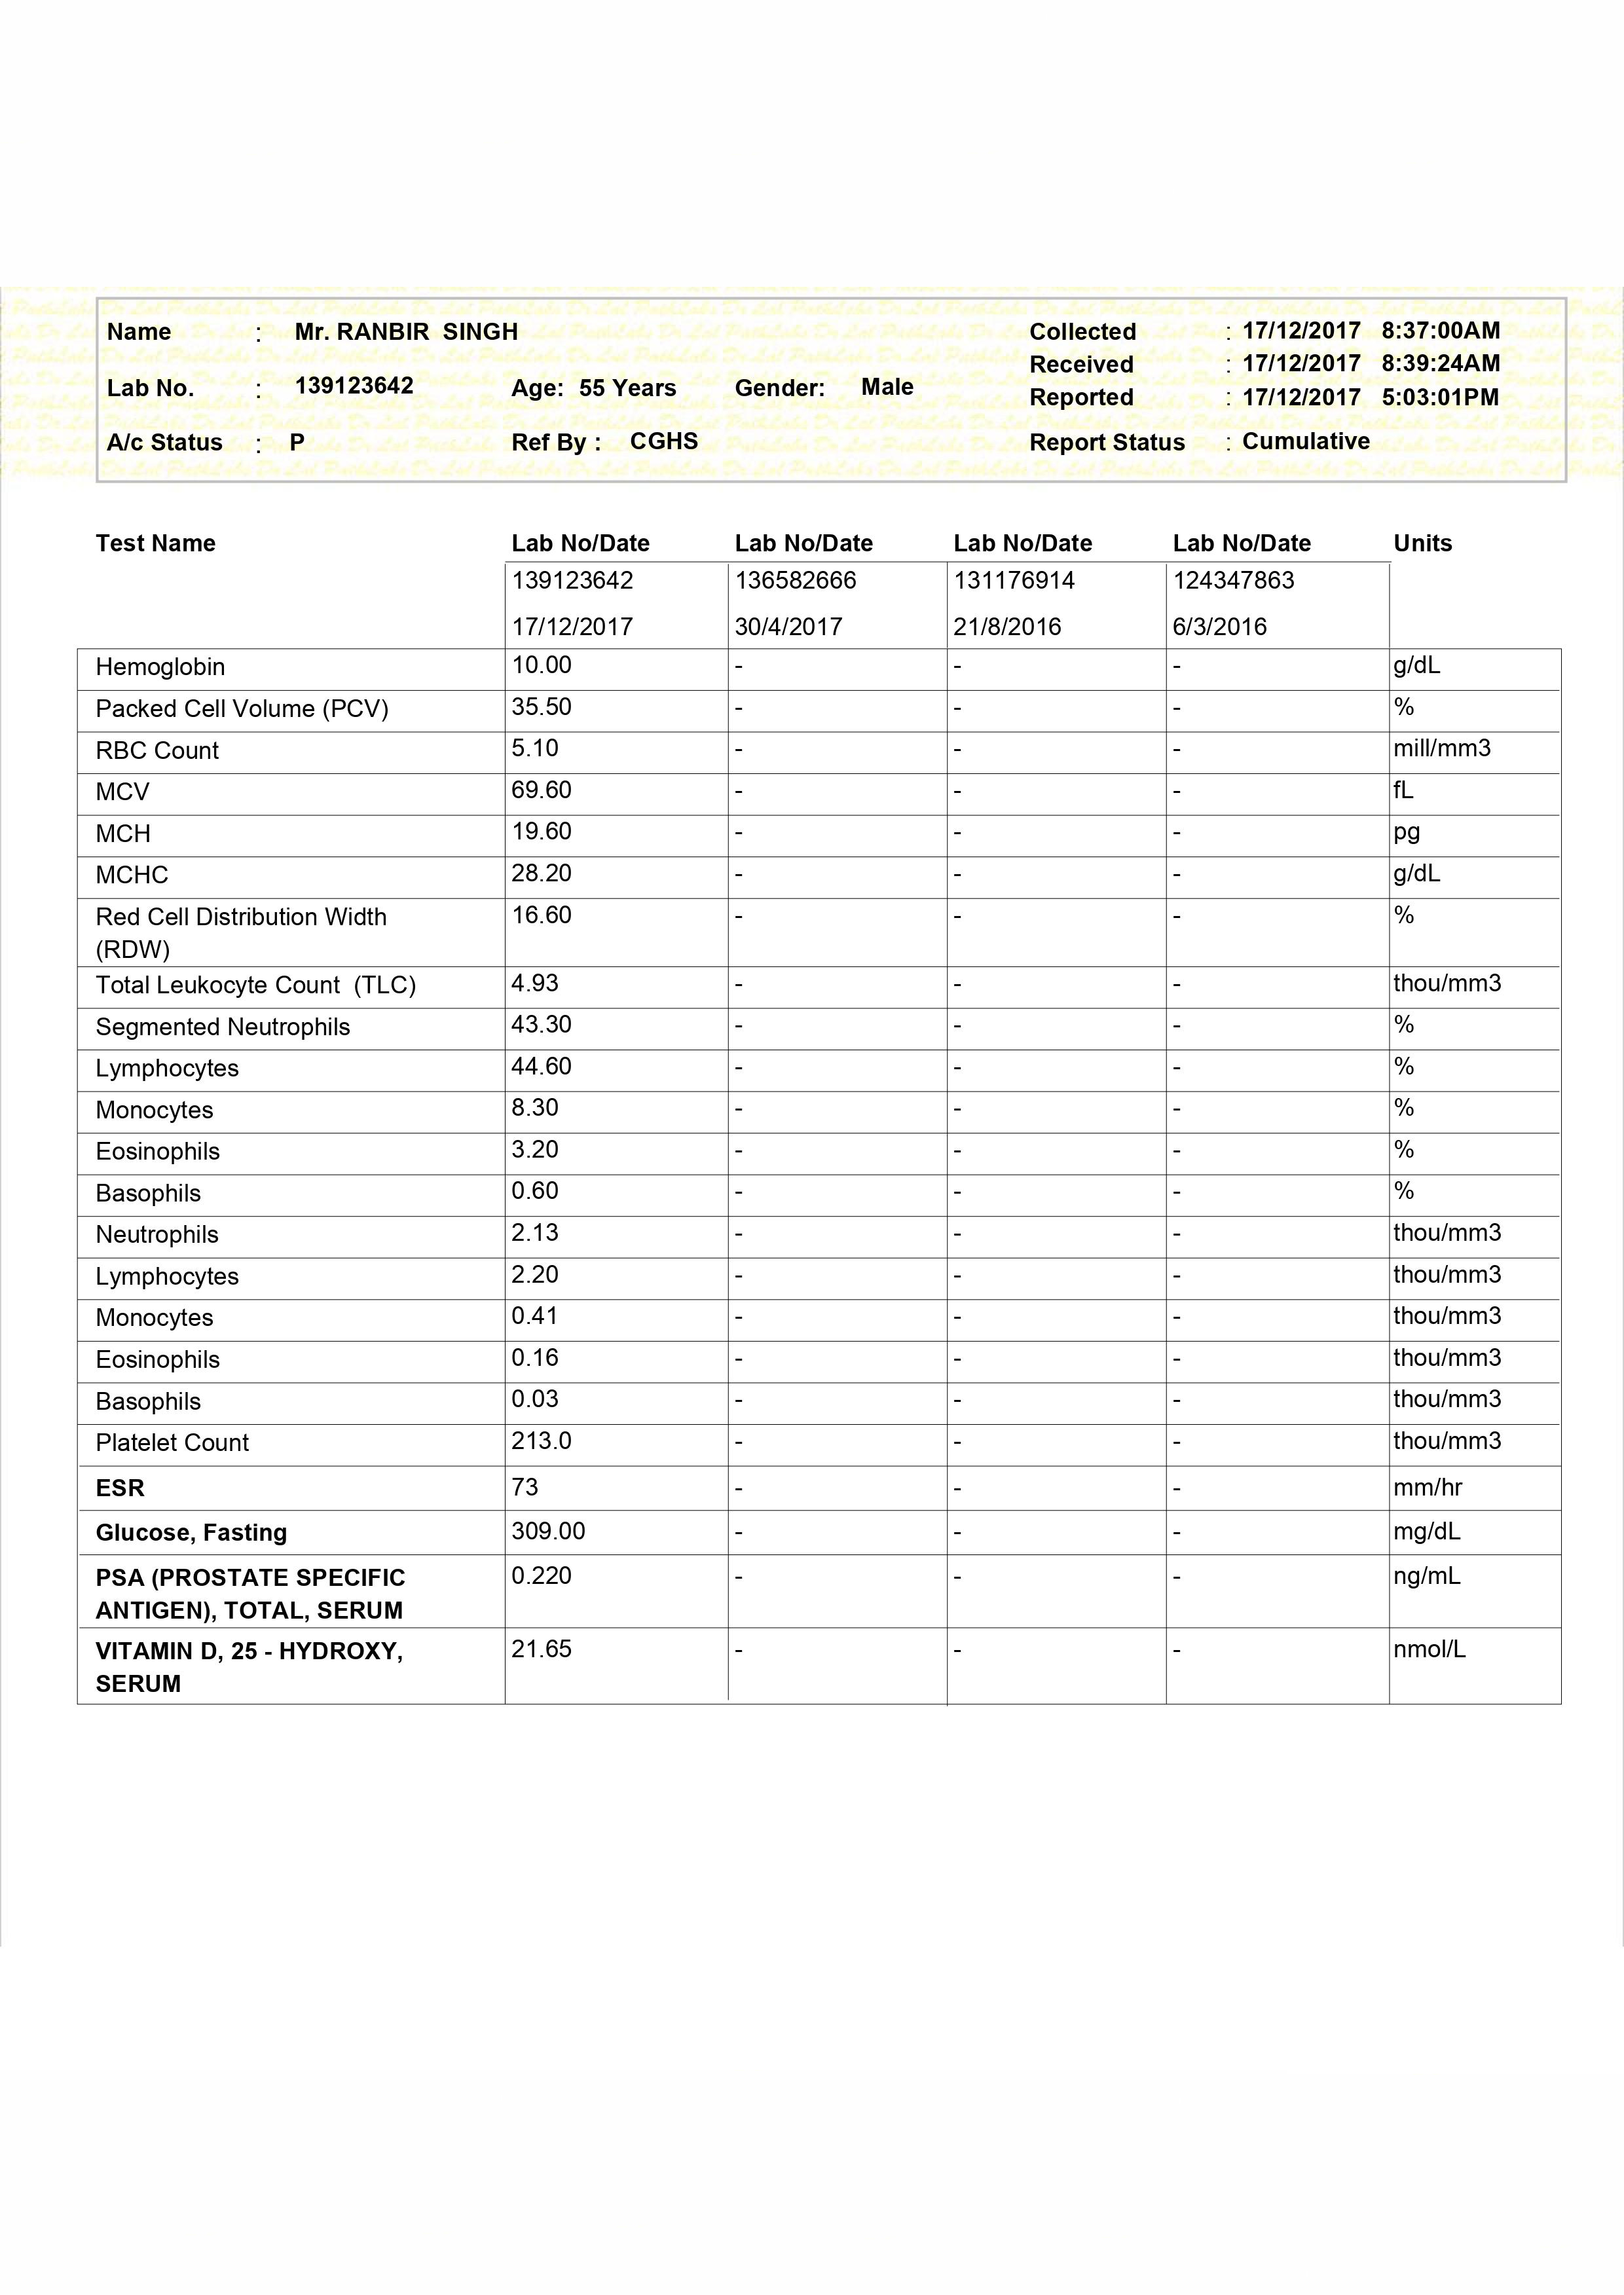 Name : Mr. RANBIR SINGH Collected : 17/12/2017 8:37:00AM
Received : 17/12/2017 8:39:24AM
Lab No. : 139123642 Age: 55 Years Gender: Male Reported : 17/12/2017 5:03:01PM
A/c Status : P Ref By : CGHS Report Status : Cumulative
Test Name Lab No/Date Lab No/Date Lab No/Date Lab No/Date Units
139123642 136582666 131176914 124347863
17/12/2017 30/4/2017 21/8/2016 6/3/2016
Hemoglobin 10.00 - - - g/dL
Packed Cell Volume (PCV) 35.50 - - - %
RBC Count 5.10 - - - mill/mm3
MCV 69.60 - - - fL
MCH 19.60 - - - pg
MCHC 28.20 - - - g/dL
Red Cell Distribution Width 16.60 - - - %
(RDW)
Total Leukocyte Count (TLC) 4.93 - - - thou/mm3
Segmented Neutrophils 43.30 - - - %
Lymphocytes 44.60 - - - %
Monocytes 8.30 - - - %
Eosinophils 3.20 - - - %
Basophils 0.60 - - - %
Neutrophils 2.13 - - - thou/mm3
Lymphocytes 2.20 - - - thou/mm3
Monocytes 0.41 - - - thou/mm3
Eosinophils 0.16 - - - thou/mm3
Basophils 0.03 - - - thou/mm3
Platelet Count 213.0 - - - thou/mm3
ESR 73 - - - mm/hr
Glucose, Fasting 309.00 - - - mg/dL
PSA (PROSTATE SPECIFIC 0.220 - - - ng/mL
ANTIGEN), TOTAL, SERUM
VITAMIN D, 25 - HYDROXY, 21.65 - - - nmol/L
SERUM